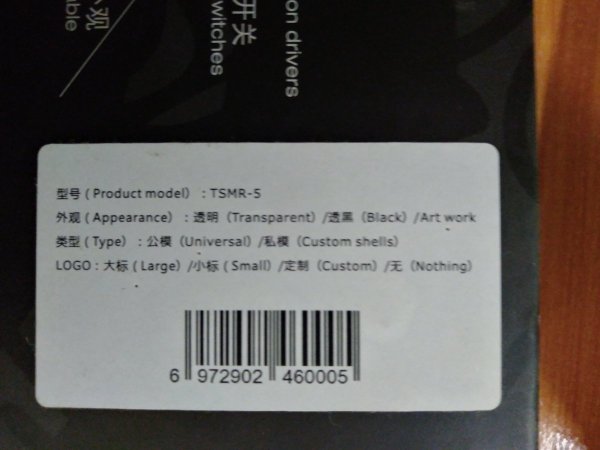 on drivers
开关
witches
观
able
型号 ( Product model) : TSMR-5
外观 ( Appearance) : 透明 (Transparent) /透黑 (Black) /Art work
类型 ( Type) : 公模 (Universal) /私模 (Custom shells)
LOGO : 大标 ( Large) /小标 ( Small) /定制 (Custom) /无 (Nothing)
6 972902 460005